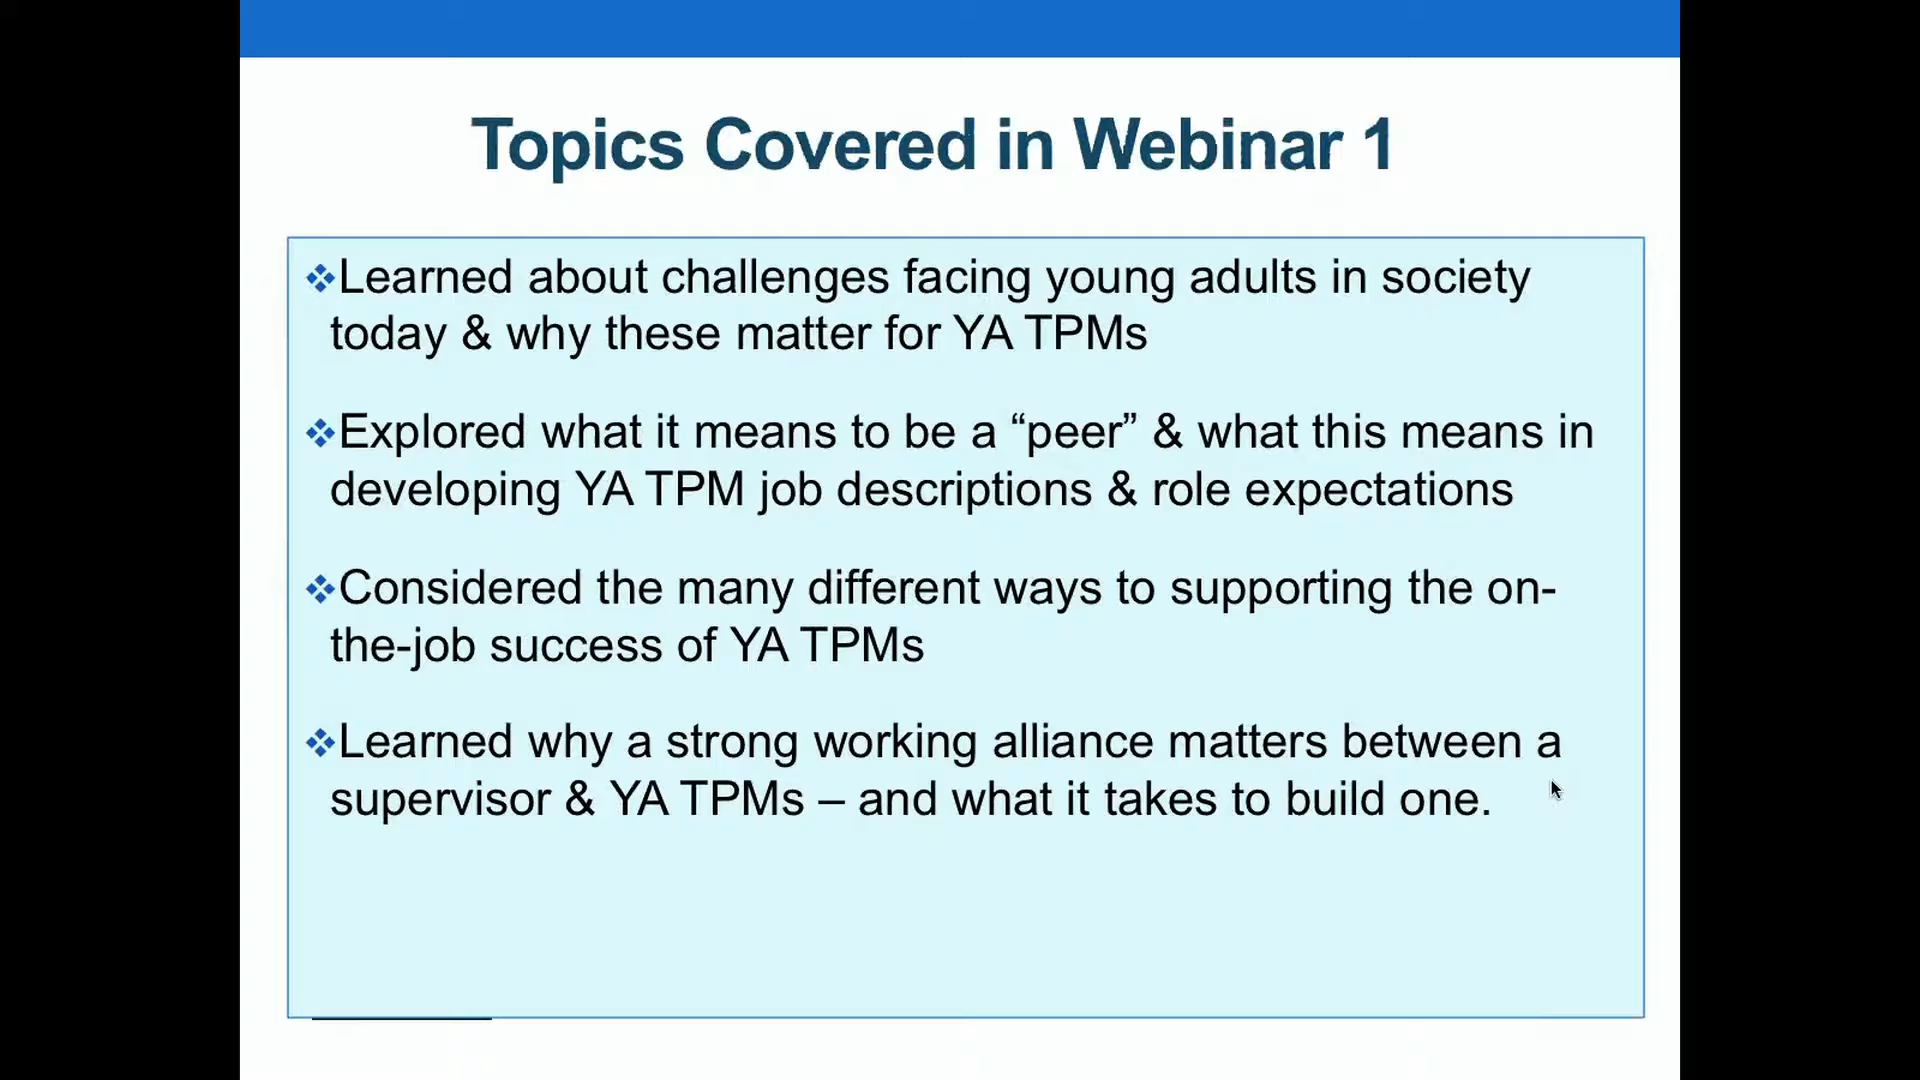 Topics Covered in Webinar 1
❖Learned about challenges facing young adults in society
today & why these matter for YA TPMs
❖Explored what it means to be a “peer” & what this means in
developing YA TPM job descriptions & role expectations
❖Considered the many different ways to supporting the on-
the-job success of YA TPMs
❖Learned why a strong working alliance matters between a
supervisor & YA TPMs – and what it takes to build one.